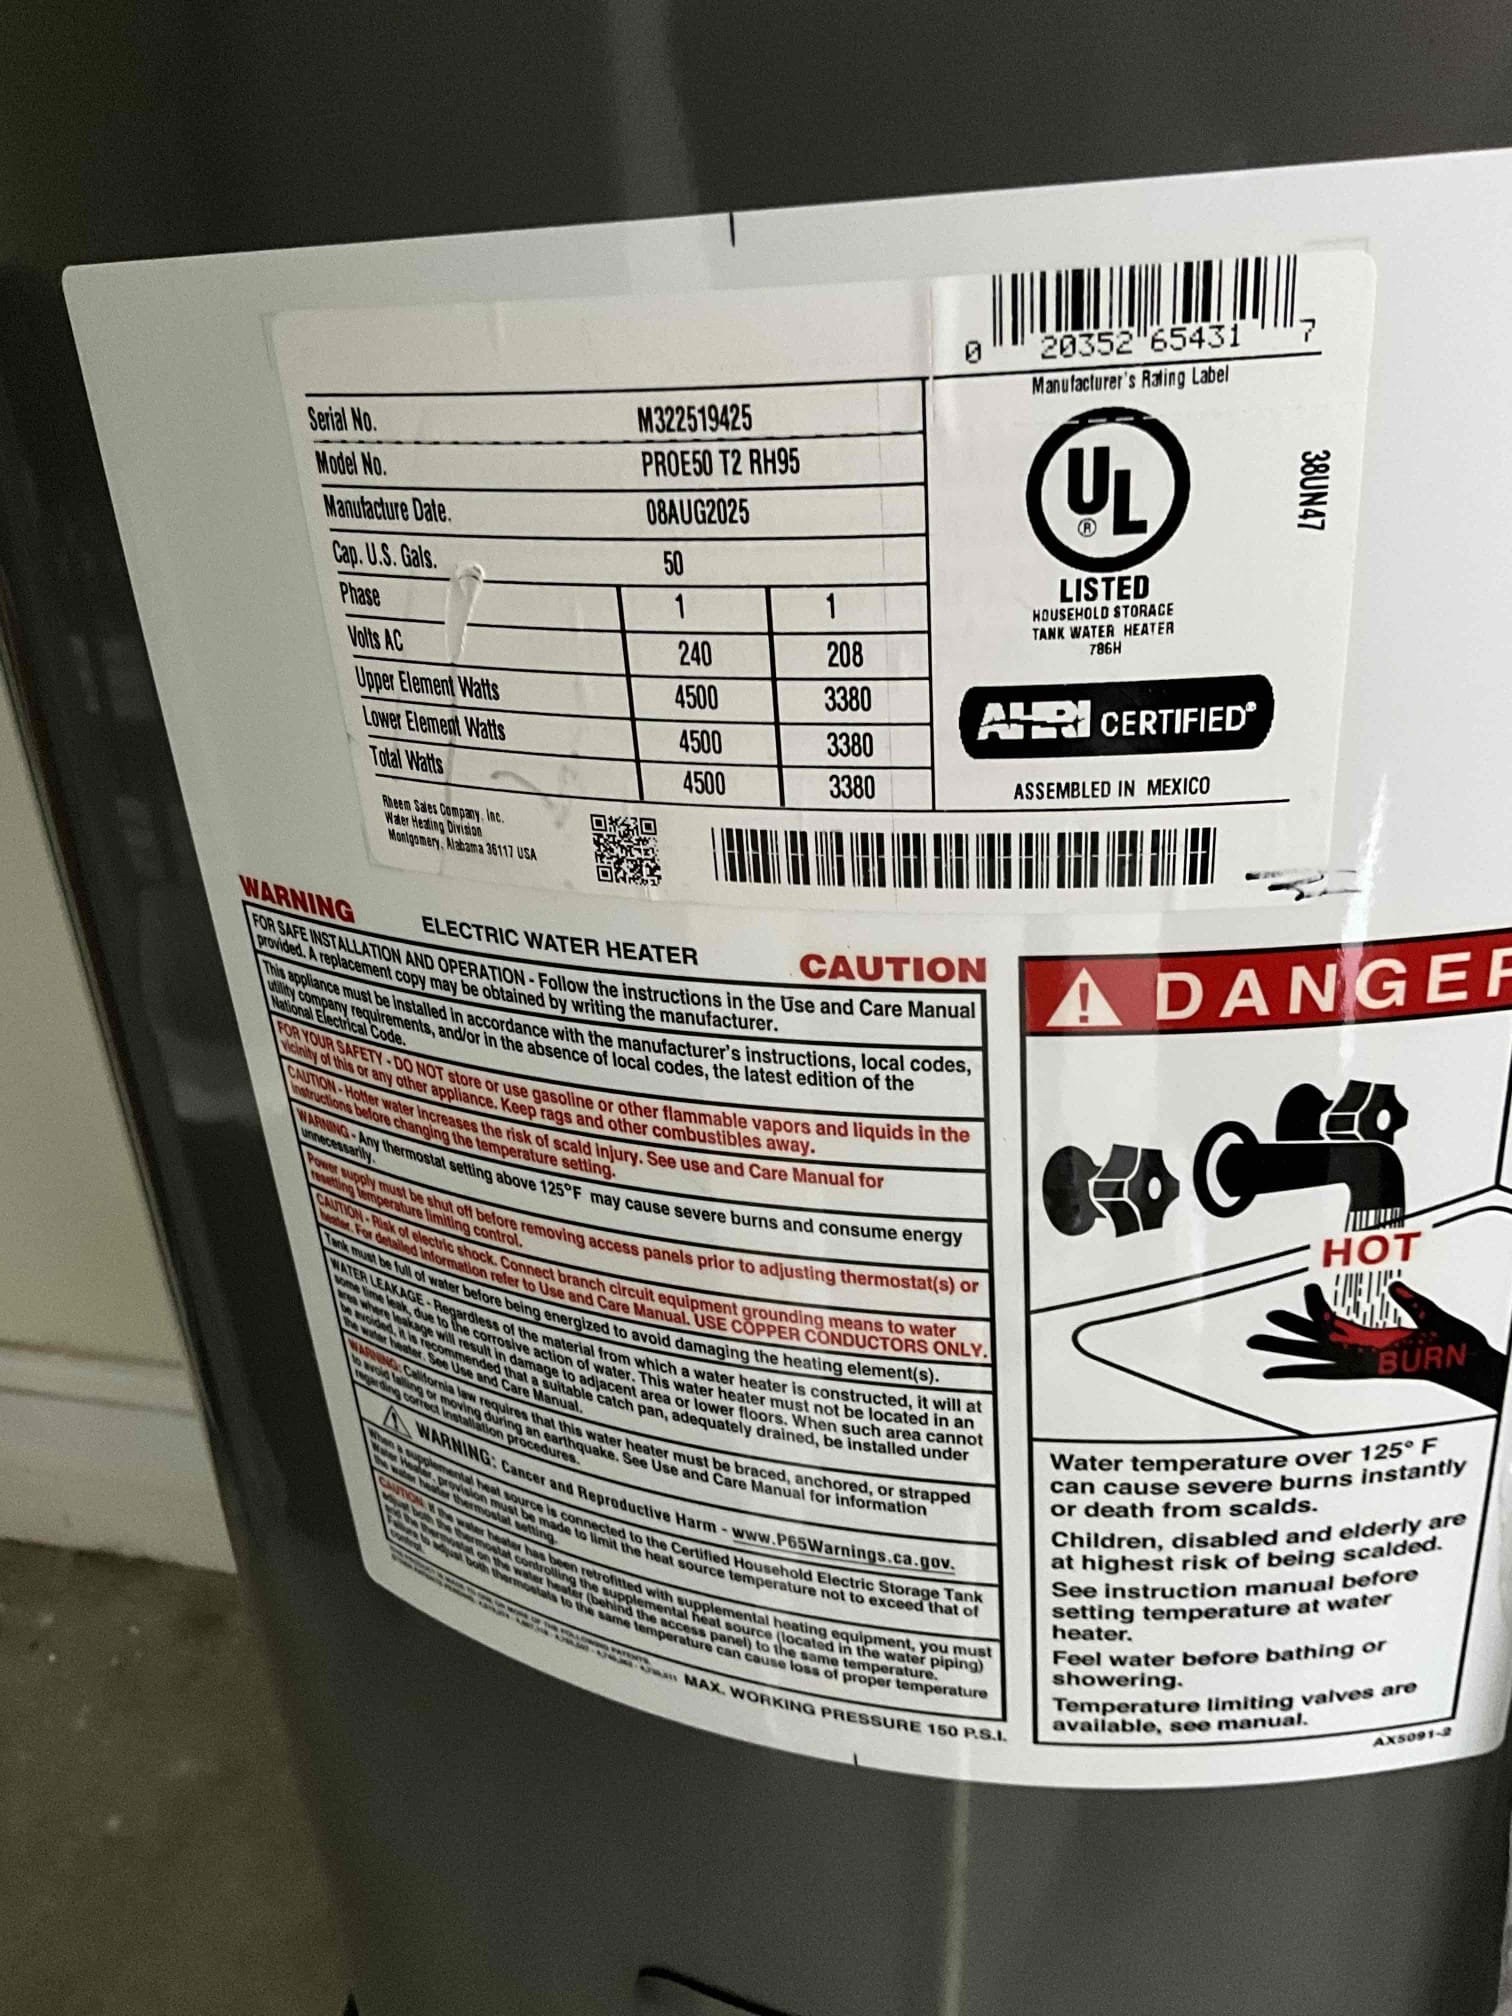 0 20352 65431 7
Manufacturer's Rating Label
Serial No. M322519425
Model No. PROE50 T2 RH95
Manufacture Date. 08AUG2025
Cap. U.S. Gals. 50
Phase 1 1
Volts AC 240 208
Upper Element Watts 4500 3380
Lower Element Watts 4500 3380
Total Watts 4500 3380
Rheem Sales Company, Inc.
Water Heating Division
Montgomery, Alabama 36117 USA
UL
®
LISTED
HOUSEHOLD STORAGE
TANK WATER HEATER
786H
38UN47
AHRI CERTIFIED®
ASSEMBLED IN MEXICO
WARNING
ELECTRIC WATER HEATER
CAUTION
FOR SAFE INSTALLATION AND OPERATION - Follow the instructions in the Use and Care Manual
provided. A replacement copy may be obtained by writing the manufacturer.
This appliance must be installed in accordance with the manufacturer's instructions, local codes,
utility company requirements, and/or in the absence of local codes, the latest edition of the
National Electrical Code.
FOR YOUR SAFETY - DO NOT store or use gasoline or other flammable vapors and liquids in the
vicinity of this or any other appliance. Keep rags and other combustibles away.
CAUTION - Hotter water increases the risk of scald injury. See use and Care Manual for
instructions before changing the temperature setting.
WARNING - Any thermostat setting above 125°F may cause severe burns and consume energy
unnecessarily.
Power supply must be shut off before removing access panels prior to adjusting thermostat(s) or
resetting temperature limiting control.
CAUTION - Risk of electric shock. Connect branch circuit equipment grounding means to water
heater. For detailed information refer to Use and Care Manual. USE COPPER CONDUCTORS ONLY.
Tank must be full of water before being energized to avoid damaging the heating element(s).
WATER LEAKAGE - Regardless of the material from which a water heater is constructed, it will at
some time leak, due to the corrosive action of water. This water heater must not be located in an
area where leakage will result in damage to adjacent area or lower floors. When such area cannot
be avoided, it is recommended that a suitable catch pan, adequately drained, be installed under
the water heater. See Use and Care Manual.
WARNING: California law requires that this water heater must be braced, anchored, or strapped
to avoid falling or moving during an earthquake. See Use and Care Manual for information
regarding correct installation procedures.
WARNING: Cancer and Reproductive Harm - www.P65Warnings.ca.gov.
When a supplemental heat source is connected to the Certified Household Electric Storage Tank
Water Heater, provision must be made to limit the heat source temperature not to exceed that of
the water heater thermostat setting.
CAUTION: If the water heater has been retrofitted with supplemental heating equipment, you must
adjust both the thermostat controlling the supplemental heat source (located in the water piping)
and the thermostat on the water heater (behind the access panel) to the same temperature.
Failure to adjust both thermostats to the same temperature can cause loss of proper temperature
control.
MAX. WORKING PRESSURE 150 P.S.I.
DANGER
HOT
BURN
Water temperature over 125° F
can cause severe burns instantly
or death from scalds.
Children, disabled and elderly are
at highest risk of being scalded.
See instruction manual before
setting temperature at water
heater.
Feel water before bathing or
showering.
Temperature limiting valves are
available, see manual.
AX5091-2